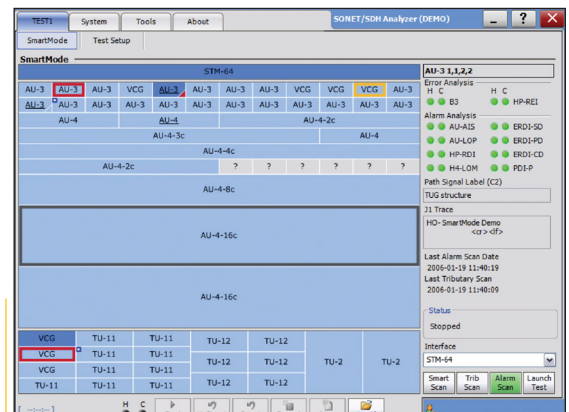 TEST1 System Tools About SONET/SDH Analyzer (DEMO) _ ? X
SmartMode Test Setup
SmartMode
STM-64
AU-3 AU-3 AU-3 VCG AU-3 AU-3 AU-3 AU-3 VCG VCG VCG AU-3
AU-3 AU-3 AU-3 AU-3 AU-3 AU-3 AU-3 AU-3 AU-3 AU-3 AU-3 AU-3
AU-4 AU-4 AU-4-2c
AU-4-3c AU-4
AU-4-4c
AU-4-2c ? ? ? ? ? ?
AU-4-8c
AU-4-16c
AU-4-16c
VCG TU-11 TU-11 TU-12 TU-12 TU-2 TU-2
VCG TU-11 TU-11 TU-12 TU-12
VCG TU-11 TU-11
TU-11 TU-11 TU-11 TU-12 TU-12
H C
[ --:--:-- ]
AU-3 1,1,2,2
Error Analysis
H C H C
B3 HP-REI
Alarm Analysis
AU-AIS ERDI-SD
AU-LOP ERDI-PD
HP-RDI ERDI-CD
H4-LOM PDI-P
Path Signal Label (C2)
TUG structure
J1 Trace
HO-SmartMode Demo
<cr><lf>
Last Alarm Scan Date
2006-01-19 11:40:19
Last Tributary Scan
2006-01-19 11:40:09
Status
Stopped
Interface
STM-64
Smart Scan Trib Scan Alarm Scan Launch Test